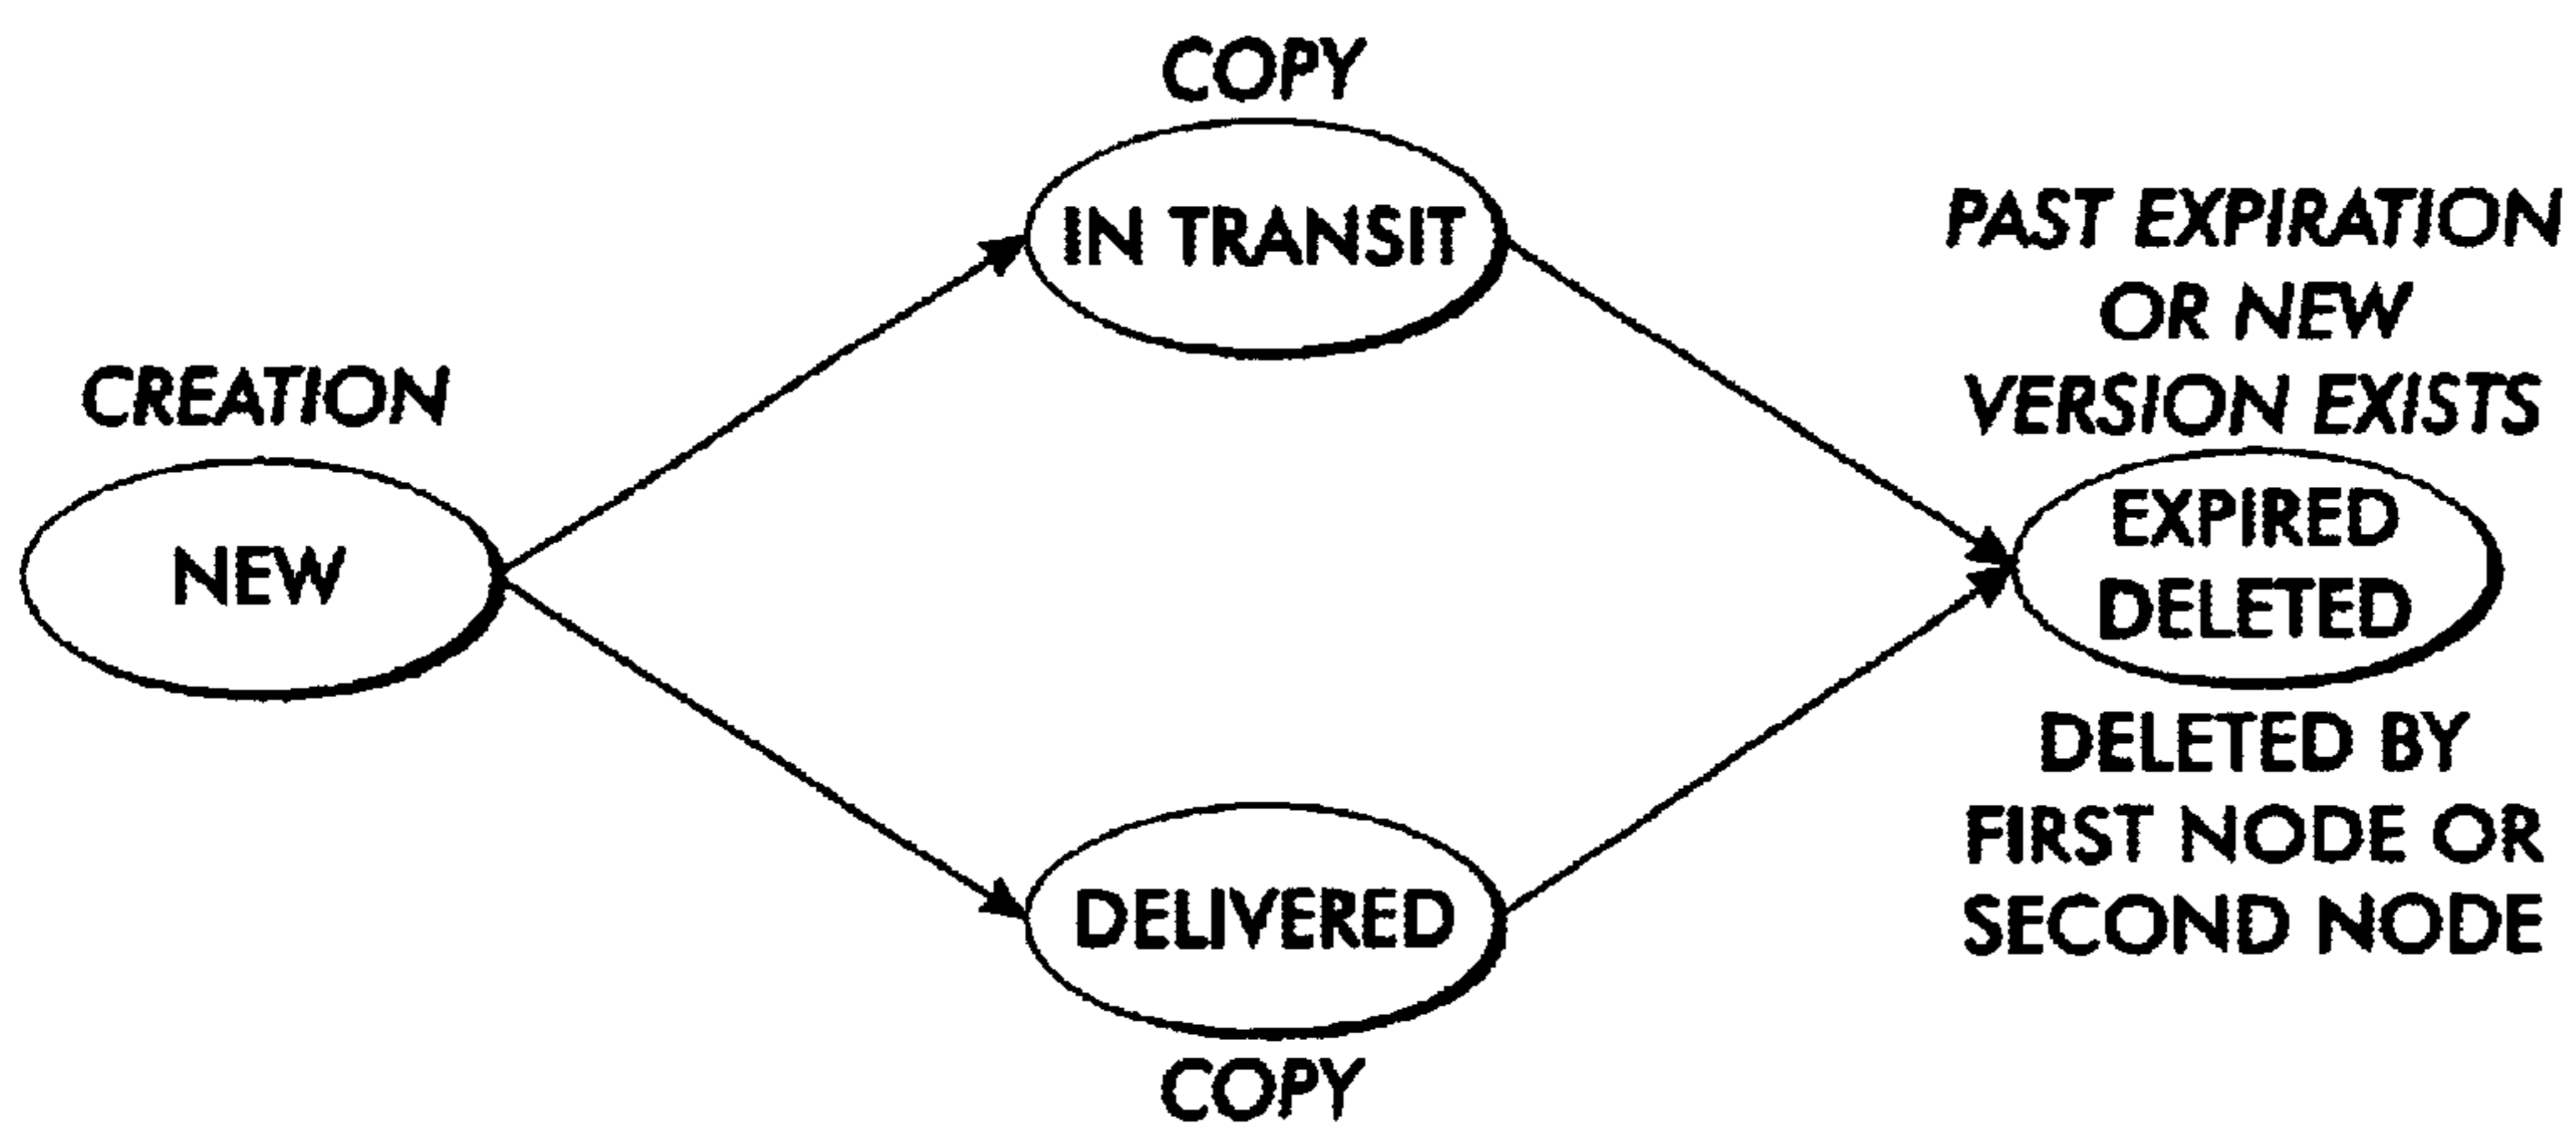 COPY
IN TRANSIT
PAST EXPIRATION
OR NEW
VERSION EXISTS
CREATION
NEW
EXPIRED
DELETED
DELETED BY
FIRST NODE OR
SECOND NODE
DELIVERED
COPY